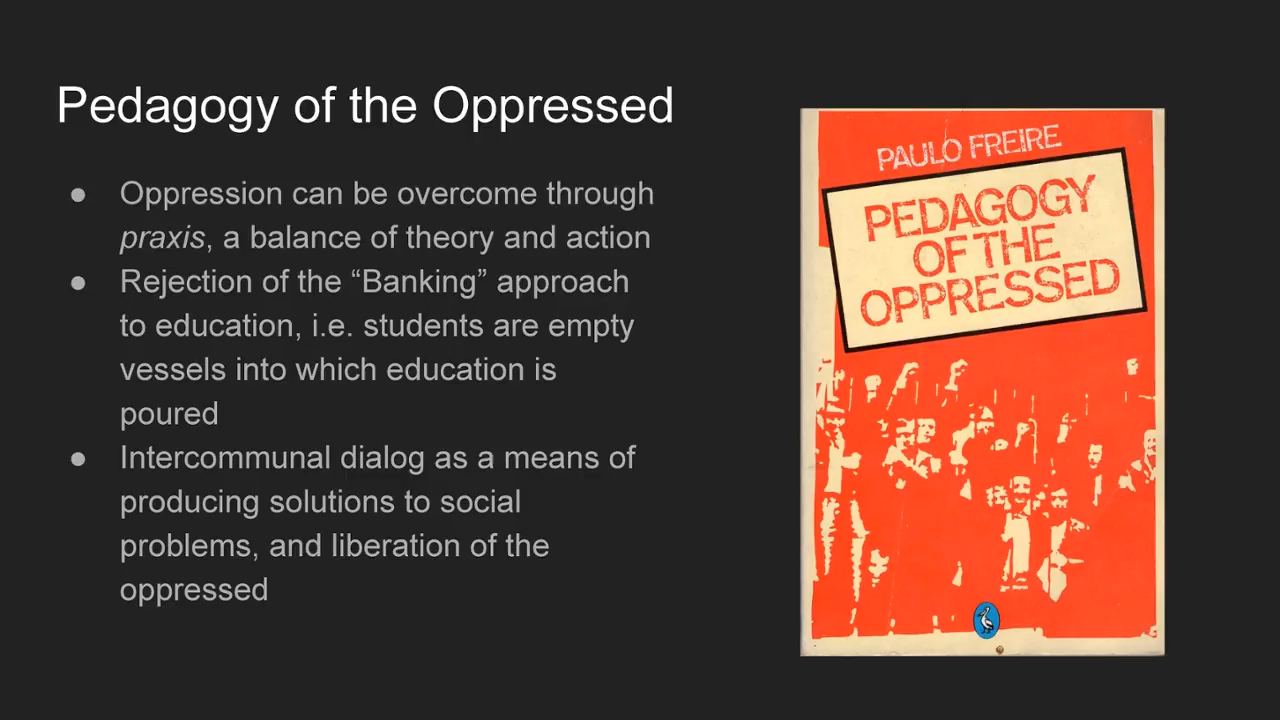 Pedagogy of the Oppressed
● Oppression can be overcome through
praxis, a balance of theory and action
● Rejection of the “Banking” approach
to education, i.e. students are empty
vessels into which education is
poured
● Intercommunal dialog as a means of
producing solutions to social
problems, and liberation of the
oppressed
PAULO FREIRE
PEDAGOGY
OF THE
OPPRESSED